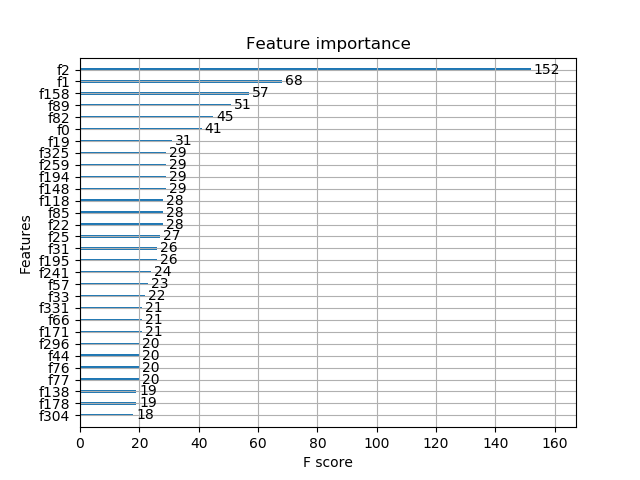 Feature importance
f2 152
f1 68
f158 57
f89 51
f82 45
f0 41
f19 31
f325 29
f259 29
f194 29
f148 29
f118 28
f85 28
f22 28
f25 27
f31 26
f195 26
f241 24
f57 23
f33 22
f331 21
f66 21
f171 21
f296 20
f44 20
f76 20
f77 20
f138 19
f178 19
f304 18
Features
0 20 40 60 80 100 120 140 160
F score